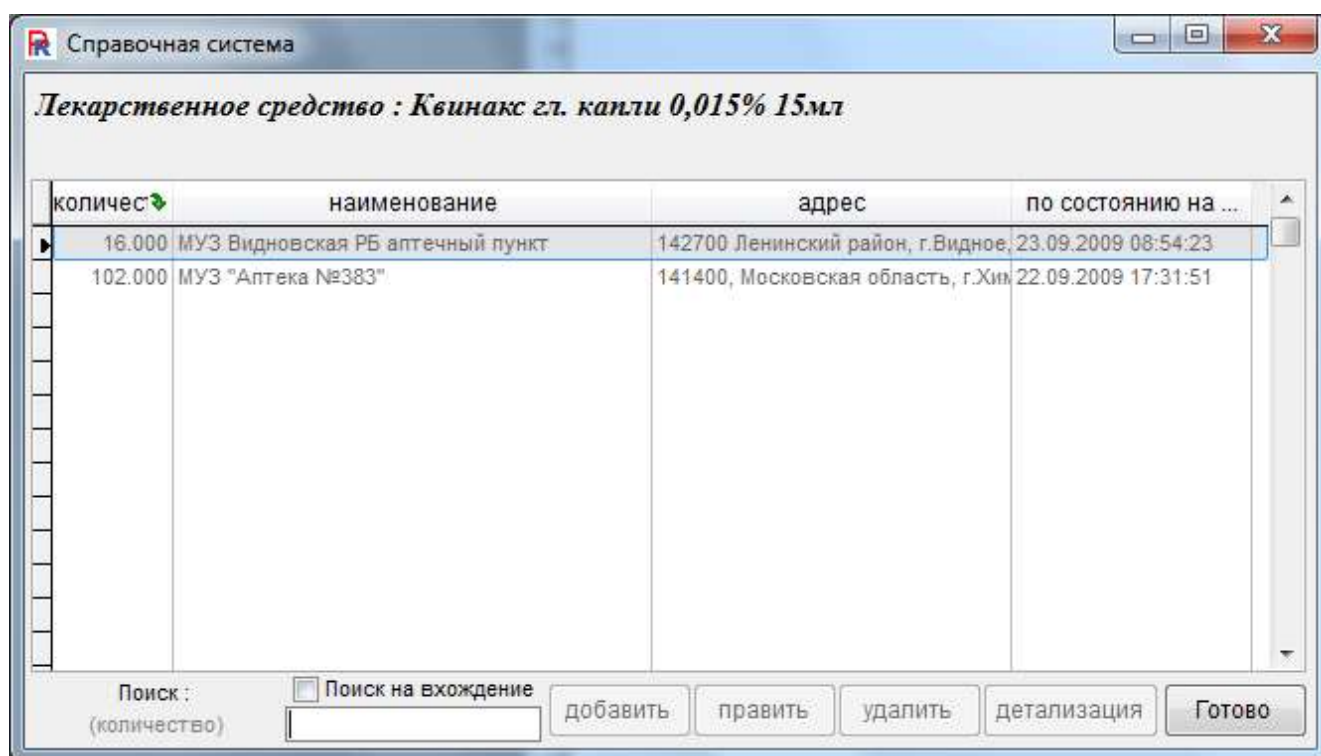 Справочная система
Лекарственное средство : Квинакс гл. капли 0,015% 15мл
количес наименование адрес по состоянию на ...
16.000 МУЗ Видновская РБ аптечный пункт 142700 Ленинский район, г.Видное, 23.09.2009 08:54:23
102.000 МУЗ "Аптека №383" 141400, Московская область, г.Хим 22.09.2009 17:31:51
Поиск : Поиск на вхождение
(количество) добавить править удалить детализация Готово